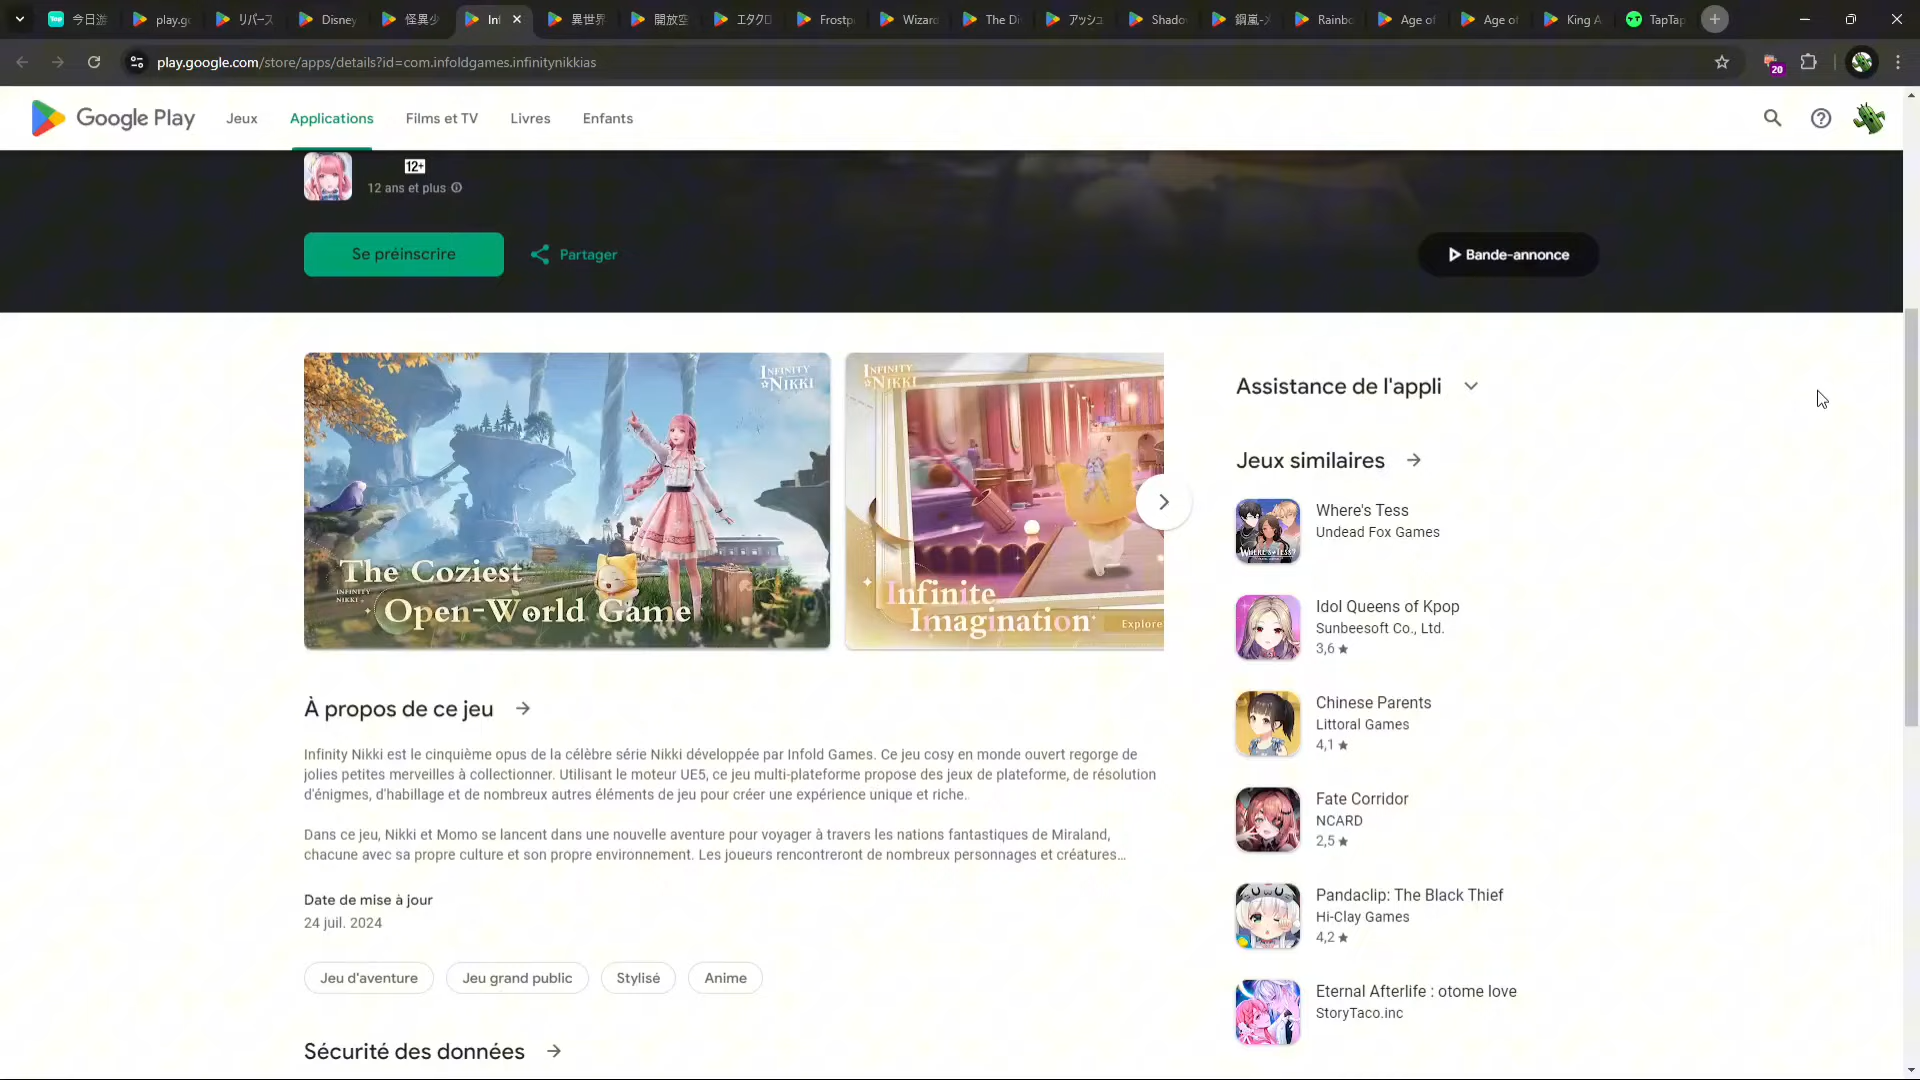 今日游
play.gc
リバース
Disney
怪異少
Inf
異世界
開放空
エタクロ
Frostp
Wizard
The D
アッシュ
Shado
鋼嵐-メ
Rainbo
Age of
Age of
King A
TapTap
play.google.com/store/apps/details?id=com.infoldgames.infinitynikkias
20
Google Play
Jeux
Applications
Films et TV
Livres
Enfants
12+
12 ans et plus
Se préinscrire
Partager
Bande-annonce
INFINITY
NIKKI
The Coziest
INFINITY
NIKKI
Open-World Game
INFINITY
NIKKI
Infinite
Imagination
Explore
À propos de ce jeu
Infinity Nikki est le cinquième opus de la célèbre série Nikki développée par Infold Games. Ce jeu cosy en monde ouvert regorge de
jolies petites merveilles à collectionner. Utilisant le moteur UE5, ce jeu multi-plateforme propose des jeux de plateforme, de résolution
d'énigmes, d'habillage et de nombreux autres éléments de jeu pour créer une expérience unique et riche.
Dans ce jeu, Nikki et Momo se lancent dans une nouvelle aventure pour voyager à travers les nations fantastiques de Miraland,
chacune avec sa propre culture et son propre environnement. Les joueurs rencontreront de nombreux personnages et créatures…
Date de mise à jour
24 juil. 2024
Jeu d'aventure
Jeu grand public
Stylisé
Anime
Sécurité des données
Assistance de l'appli
Jeux similaires
WHERE'S TESS?
Where's Tess
Undead Fox Games
Idol Queens of Kpop
Sunbeesoft Co., Ltd.
3,6
Chinese Parents
Littoral Games
4,1
Fate Corridor
NCARD
2,5
Pandaclip: The Black Thief
Hi-Clay Games
4,2
Eternal Afterlife : otome love
StoryTaco.inc